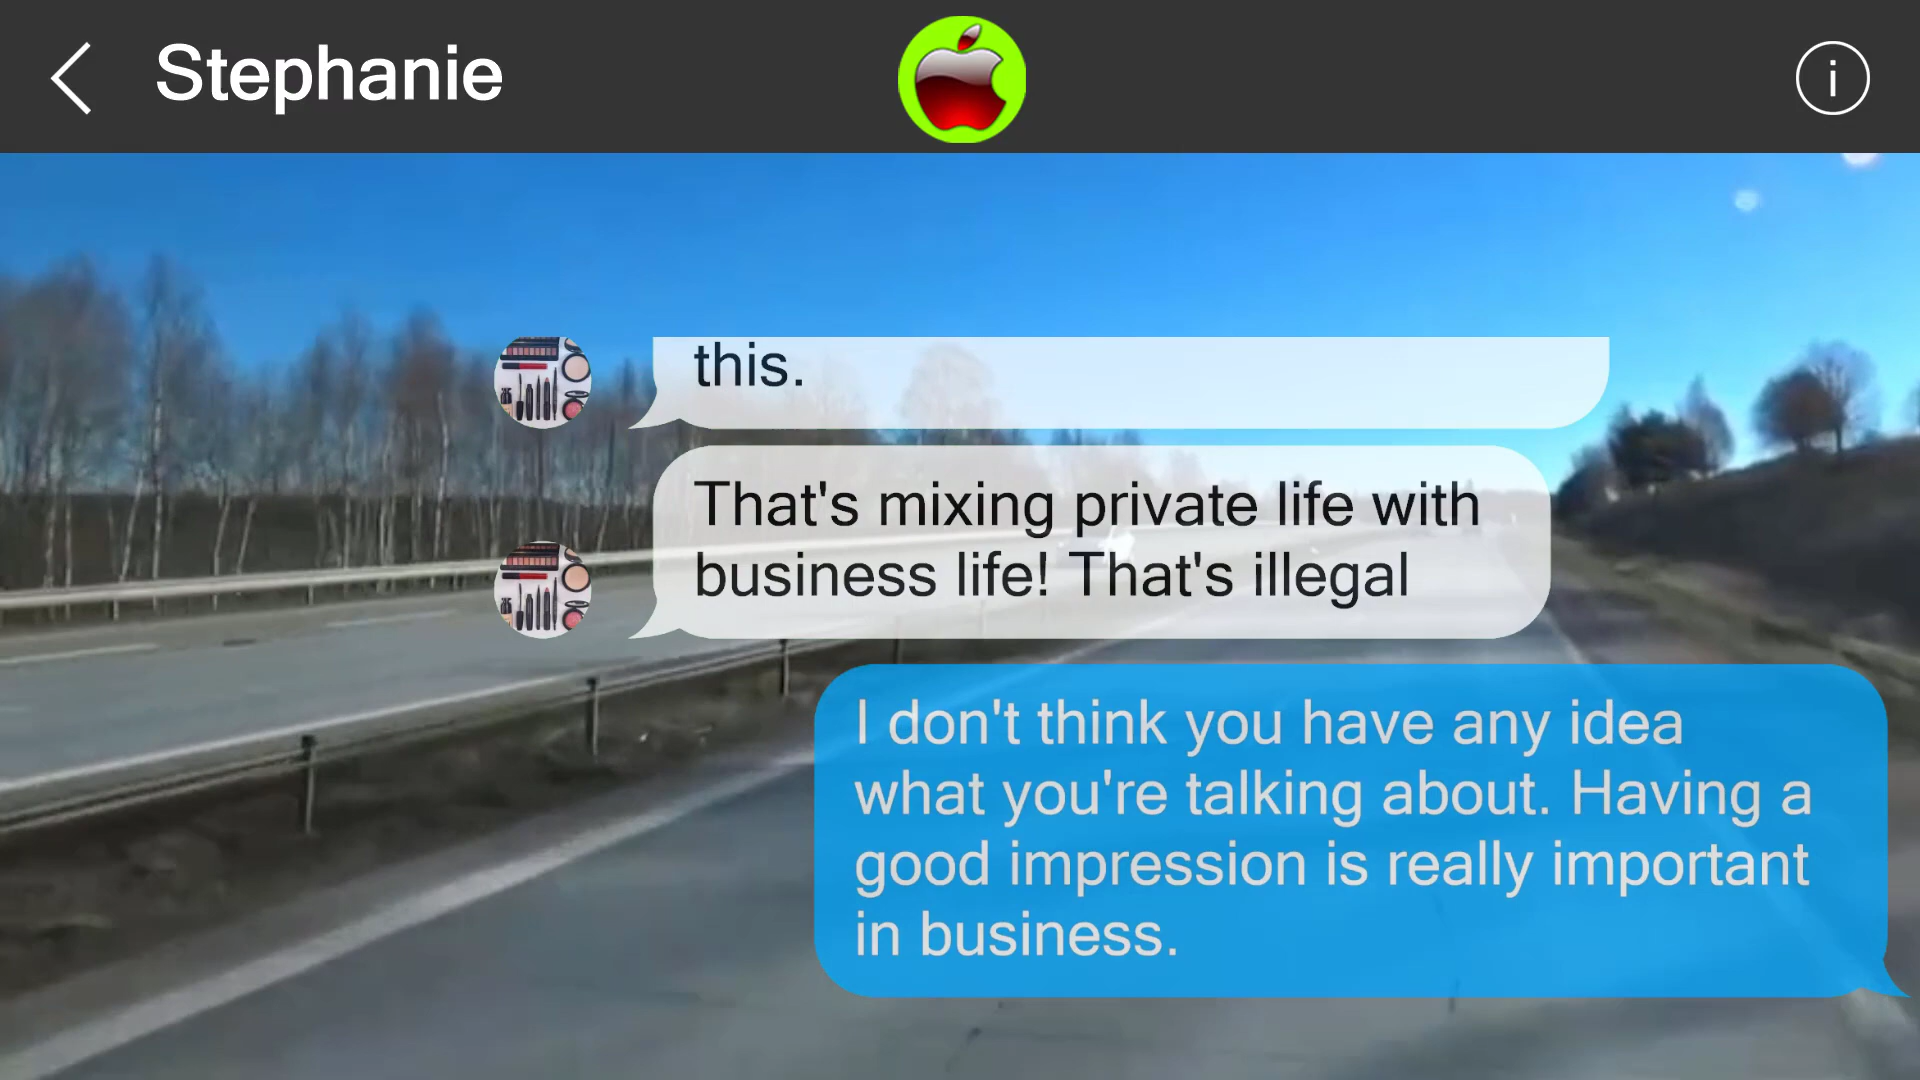 Stephanie
this.
That's mixing private life with
business life! That's illegal
I don't think you have any idea
what you're talking about. Having a
good impression is really important
in business.